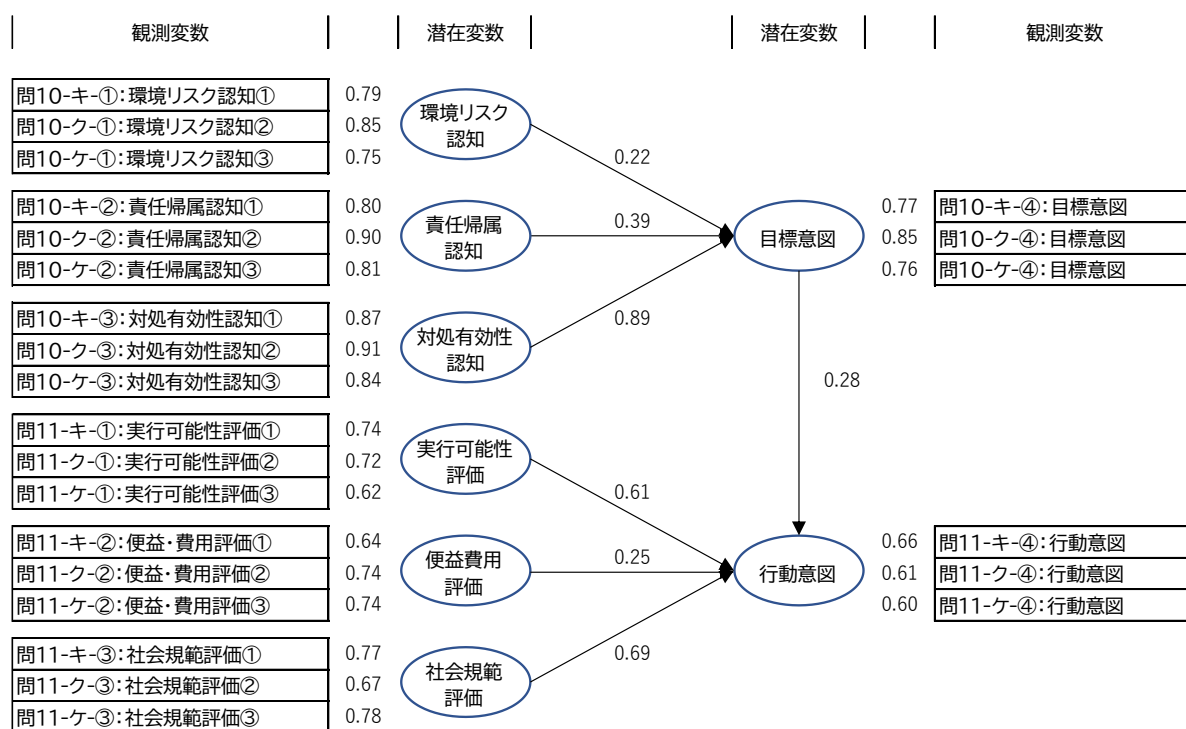 観測変数
潜在変数
潜在変数
観測変数
問10-キ-①：環境リスク認知① 0.79
問10-ク-①：環境リスク認知② 0.85
問10-ケ-①：環境リスク認知③ 0.75
環境リスク
認知
0.22
問10-キ-②：責任帰属認知① 0.80
問10-ク-②：責任帰属認知② 0.90
問10-ケ-②：責任帰属認知③ 0.81
責任帰属
認知
0.39
目標意図
0.77 問10-キ-④：目標意図
0.85 問10-ク-④：目標意図
0.76 問10-ケ-④：目標意図
問10-キ-③：対処有効性認知① 0.87
問10-ク-③：対処有効性認知② 0.91
問10-ケ-③：対処有効性認知③ 0.84
対処有効性
認知
0.89
0.28
問11-キ-①：実行可能性評価① 0.74
問11-ク-①：実行可能性評価② 0.72
問11-ケ-①：実行可能性評価③ 0.62
実行可能性
評価
0.61
問11-キ-②：便益・費用評価① 0.64
問11-ク-②：便益・費用評価② 0.74
問11-ケ-②：便益・費用評価③ 0.74
便益費用
評価
0.25
行動意図
0.66 問11-キ-④：行動意図
0.61 問11-ク-④：行動意図
0.60 問11-ケ-④：行動意図
問11-キ-③：社会規範評価① 0.77
問11-ク-③：社会規範評価② 0.67
問11-ケ-③：社会規範評価③ 0.78
社会規範
評価
0.69